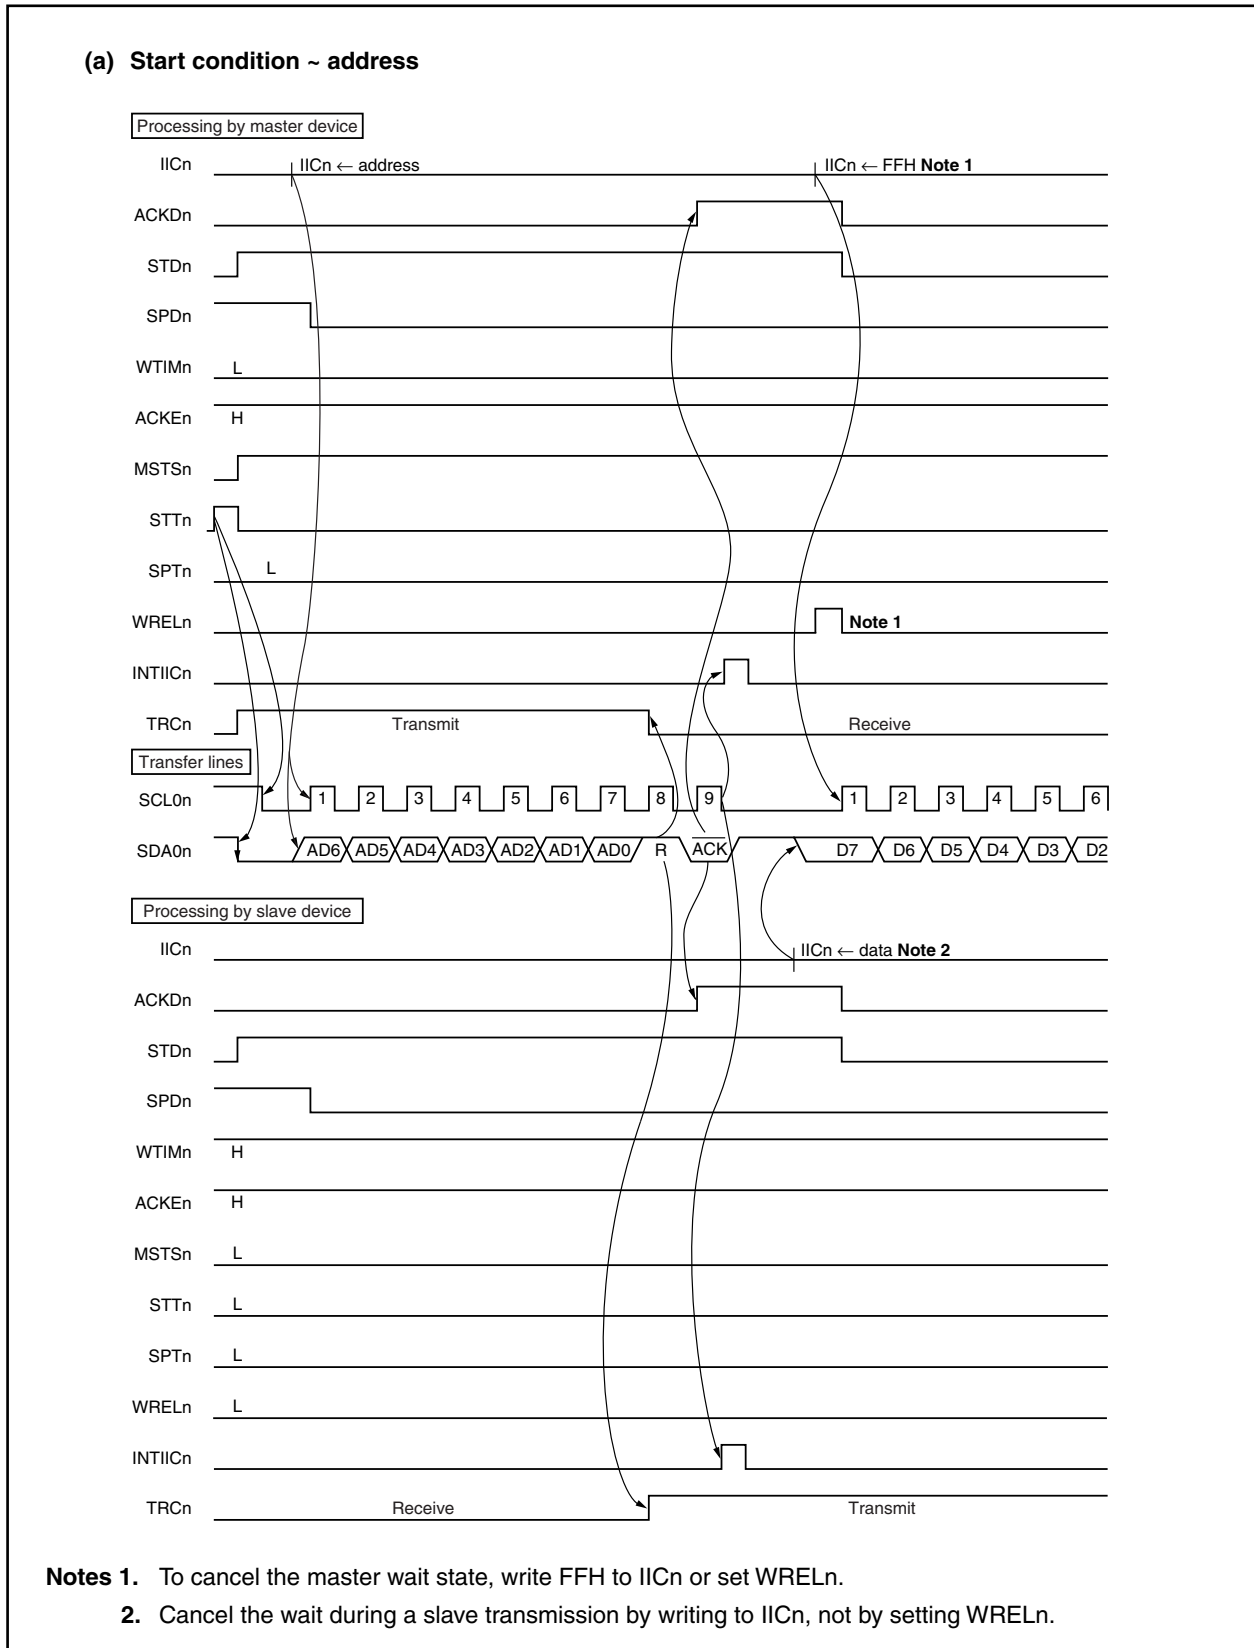 (a) Start condition ~ address
Processing by master device
IICn IICn ← address IICn ← FFH Note 1
ACKDn
STDn
SPDn
WTIMn L
ACKEn H
MSTSn
STTn
SPTn L
WRELn Note 1
INTIICn
TRCn Transmit Receive
Transfer lines
SCL0n 1 2 3 4 5 6 7 8 9 1 2 3 4 5 6
SDA0n AD6 AD5 AD4 AD3 AD2 AD1 AD0 R ACK D7 D6 D5 D4 D3 D2
Processing by slave device
IICn IICn ← data Note 2
ACKDn
STDn
SPDn
WTIMn H
ACKEn H
MSTSn L
STTn L
SPTn L
WRELn L
INTIICn
TRCn Receive Transmit
Notes 1. To cancel the master wait state, write FFH to IICn or set WRELn.
2. Cancel the wait during a slave transmission by writing to IICn, not by setting WRELn.